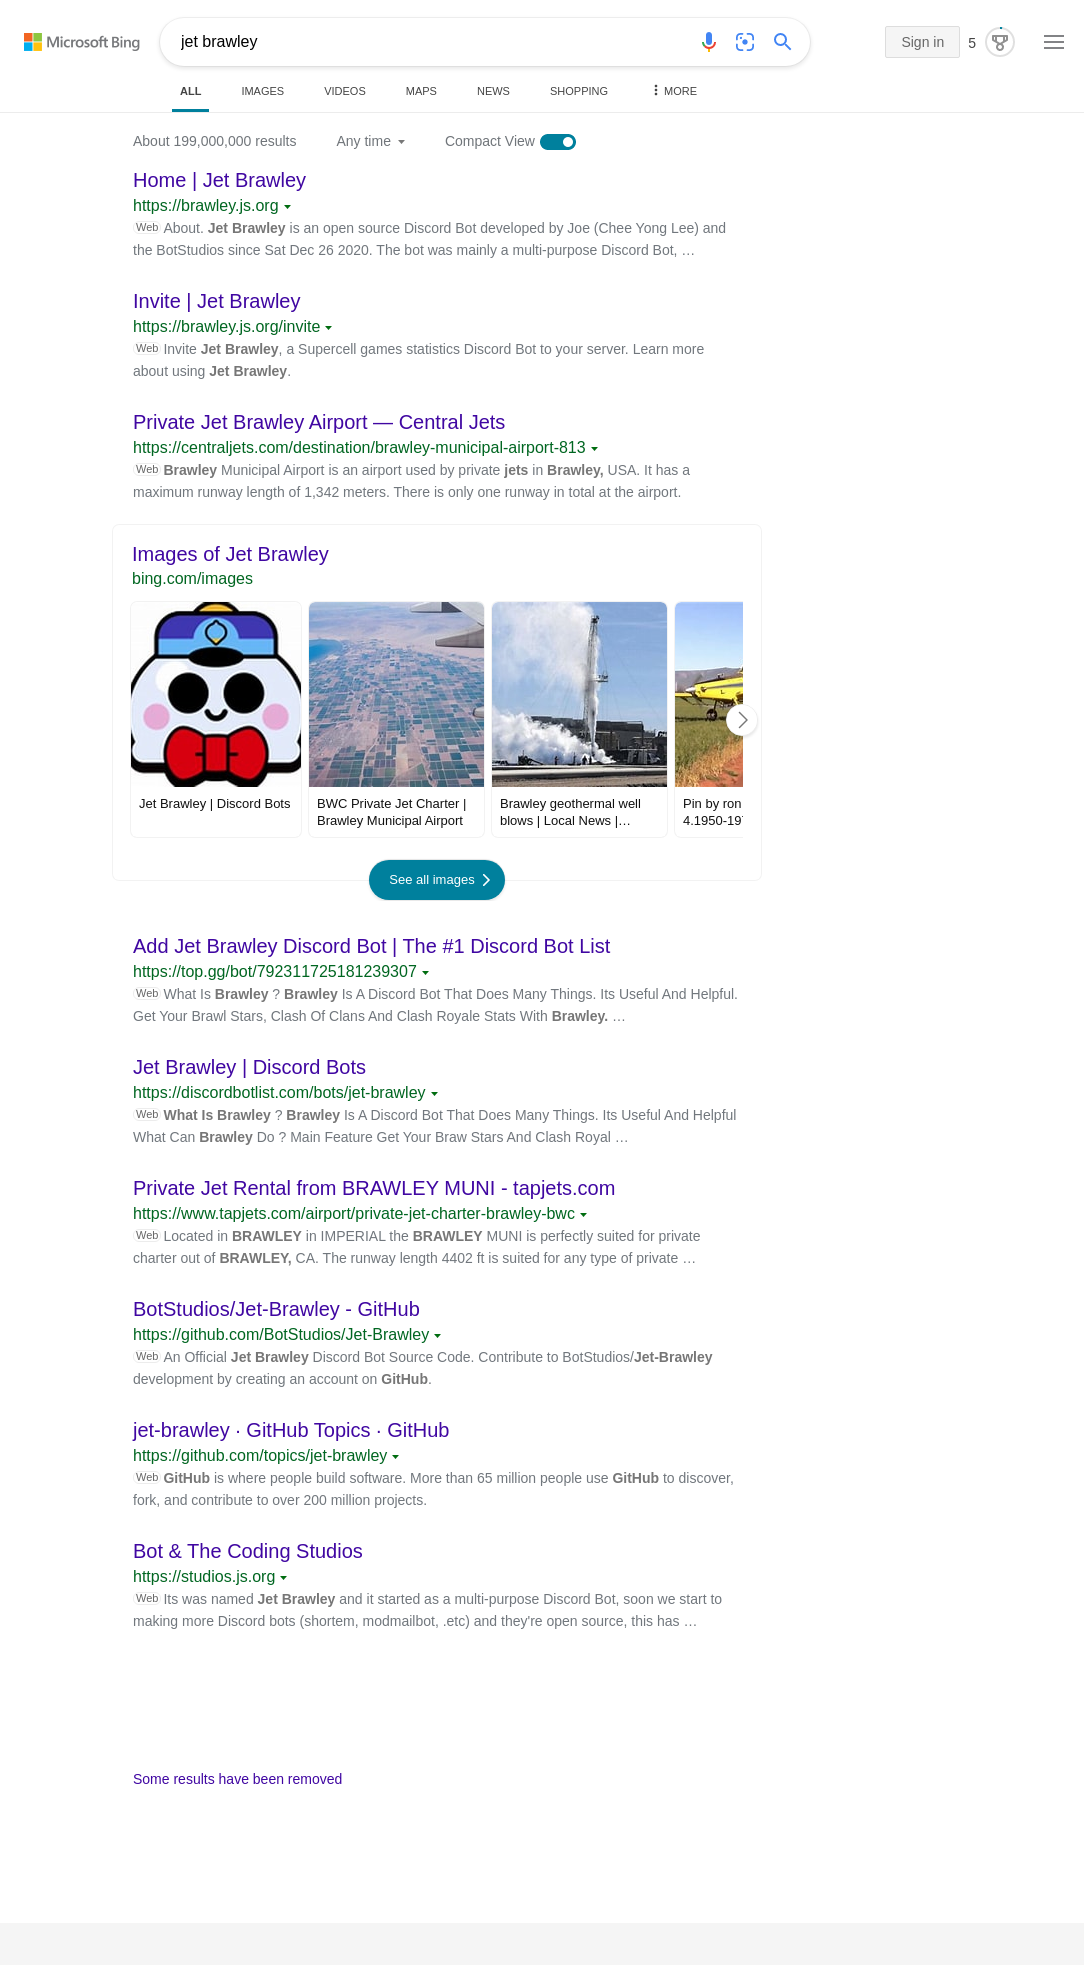 Microsoft Bing
jet brawley
Sign in
5
ALL
IMAGES
VIDEOS
MAPS
NEWS
SHOPPING
MORE
About 199,000,000 results
Any time
Compact View
Home | Jet Brawley
https://brawley.js.org
Web About. Jet Brawley is an open source Discord Bot developed by Joe (Chee Yong Lee) and
the BotStudios since Sat Dec 26 2020. The bot was mainly a multi-purpose Discord Bot, …
Invite | Jet Brawley
https://brawley.js.org/invite
Web Invite Jet Brawley, a Supercell games statistics Discord Bot to your server. Learn more
about using Jet Brawley.
Private Jet Brawley Airport — Central Jets
https://centraljets.com/destination/brawley-municipal-airport-813
Web Brawley Municipal Airport is an airport used by private jets in Brawley, USA. It has a
maximum runway length of 1,342 meters. There is only one runway in total at the airport.
Images of Jet Brawley
bing.com/images
Jet Brawley | Discord Bots
BWC Private Jet Charter |
Brawley Municipal Airport
Brawley geothermal well
blows | Local News |…
Pin by ron
4.1950-197
See all images
Add Jet Brawley Discord Bot | The #1 Discord Bot List
https://top.gg/bot/792311725181239307
Web What Is Brawley ? Brawley Is A Discord Bot That Does Many Things. Its Useful And Helpful.
Get Your Brawl Stars, Clash Of Clans And Clash Royale Stats With Brawley. …
Jet Brawley | Discord Bots
https://discordbotlist.com/bots/jet-brawley
Web What Is Brawley ? Brawley Is A Discord Bot That Does Many Things. Its Useful And Helpful
What Can Brawley Do ? Main Feature Get Your Braw Stars And Clash Royal …
Private Jet Rental from BRAWLEY MUNI - tapjets.com
https://www.tapjets.com/airport/private-jet-charter-brawley-bwc
Web Located in BRAWLEY in IMPERIAL the BRAWLEY MUNI is perfectly suited for private
charter out of BRAWLEY, CA. The runway length 4402 ft is suited for any type of private …
BotStudios/Jet-Brawley - GitHub
https://github.com/BotStudios/Jet-Brawley
Web An Official Jet Brawley Discord Bot Source Code. Contribute to BotStudios/Jet-Brawley
development by creating an account on GitHub.
jet-brawley · GitHub Topics · GitHub
https://github.com/topics/jet-brawley
Web GitHub is where people build software. More than 65 million people use GitHub to discover,
fork, and contribute to over 200 million projects.
Bot & The Coding Studios
https://studios.js.org
Web Its was named Jet Brawley and it started as a multi-purpose Discord Bot, soon we start to
making more Discord bots (shortem, modmailbot, .etc) and they're open source, this has …
Some results have been removed